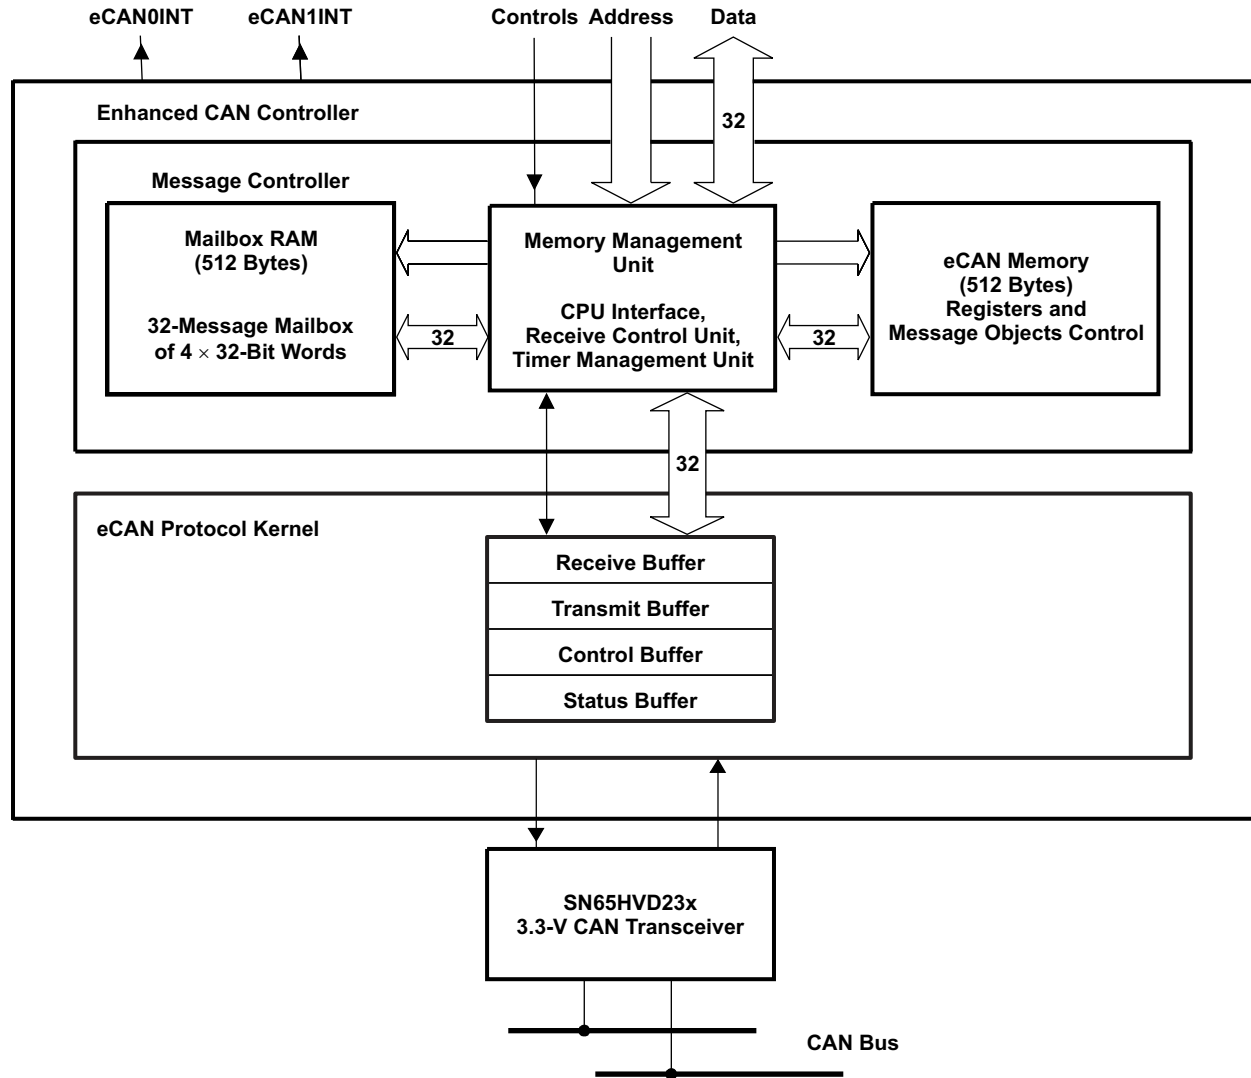 eCAN0INT eCAN1INT Controls Address Data
Enhanced CAN Controller
32
Message Controller
Mailbox RAM
(512 Bytes)
32-Message Mailbox
of 4 × 32-Bit Words
32
Memory Management
Unit
CPU Interface,
Receive Control Unit,
Timer Management Unit
32
eCAN Memory
(512 Bytes)
Registers and
Message Objects Control
32
eCAN Protocol Kernel
Receive Buffer
Transmit Buffer
Control Buffer
Status Buffer
SN65HVD23x
3.3-V CAN Transceiver
CAN Bus